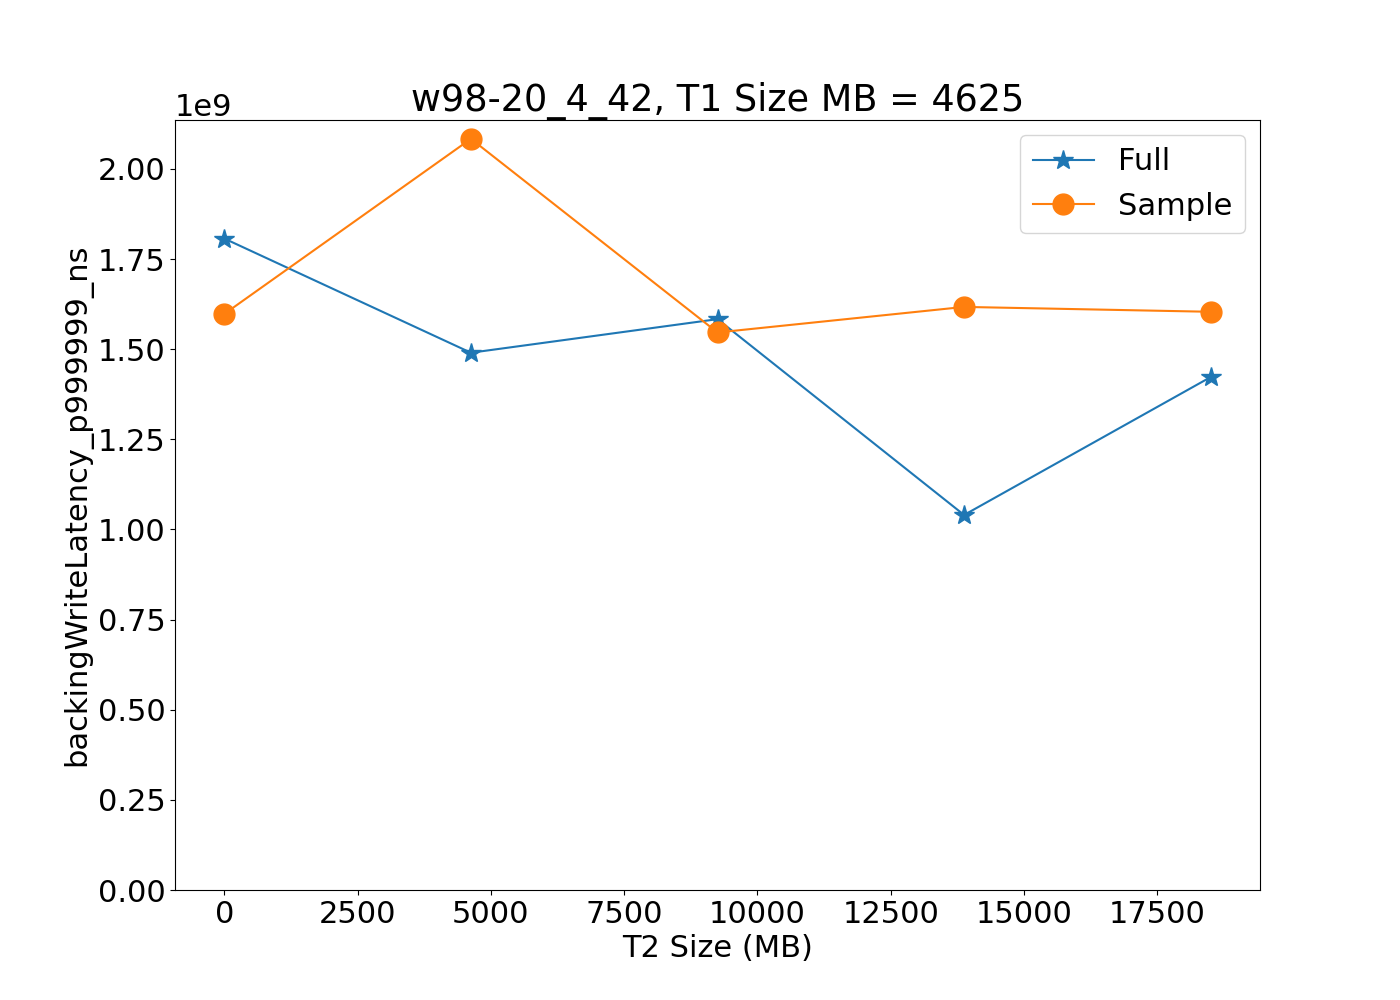 w98-20_4_42, T1 Size MB = 4625
1e9
Full
Sample
2.00
1.75
1.50
1.25
1.00
0.75
0.50
0.25
0.00
backingWriteLatency_p999999_ns
0 2500 5000 7500 10000 12500 15000 17500
T2 Size (MB)